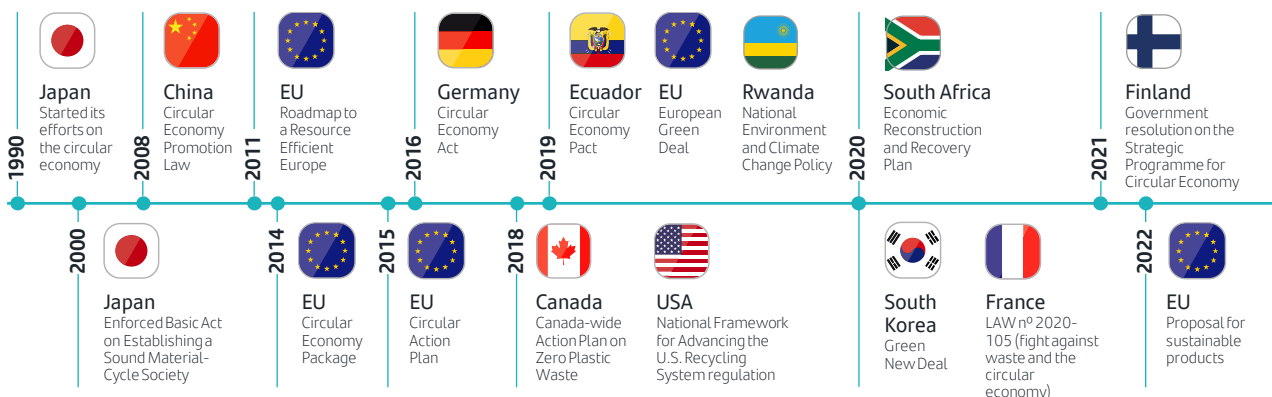 1990
Japan
Started its
efforts on
the circular
economy
2008
China
Circular
Economy
Promotion
Law
2011
EU
Roadmap to
a Resource
Efficient
Europe
2016
Germany
Circular
Economy
Act
2019
Ecuador
Circular
Economy
Pact
EU
European
Green
Deal
Rwanda
National
Environment
and Climate
Change Policy
2020
South Africa
Economic
Reconstruction
and Recovery
Plan
2021
Finland
Government
resolution on the
Strategic
Programme for
Circular Economy
2000
Japan
Enforced Basic Act
on Establishing a
Sound Material-
Cycle Society
2014
EU
Circular
Economy
Package
2015
EU
Circular
Action
Plan
2018
Canada
Canada-wide
Action Plan on
Zero Plastic
Waste
USA
National Framework
for Advancing the
U.S. Recycling
System regulation
South
Korea
Green
New Deal
France
LAW nº 2020-
105 (fight against
waste and the
circular
economy)
2022
EU
Proposal for
sustainable
products